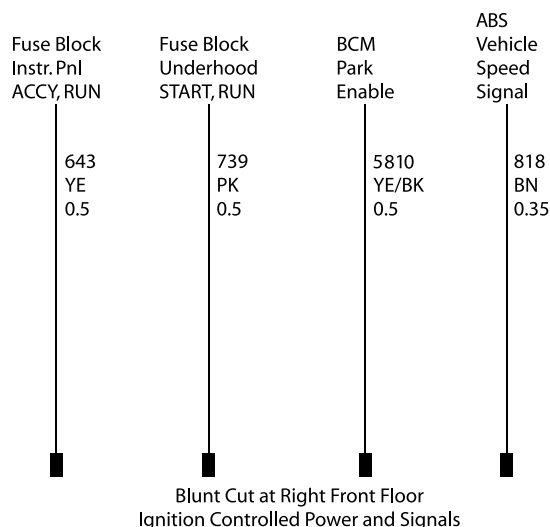 Fuse Block
Instr. Pnl
ACCY, RUN
Fuse Block
Underhood
START, RUN
BCM
Park
Enable
ABS
Vehicle
Speed
Signal
643
YE
0.5
739
PK
0.5
5810
YE/BK
0.5
818
BN
0.35
Blunt Cut at Right Front Floor
Ignition Controlled Power and Signals